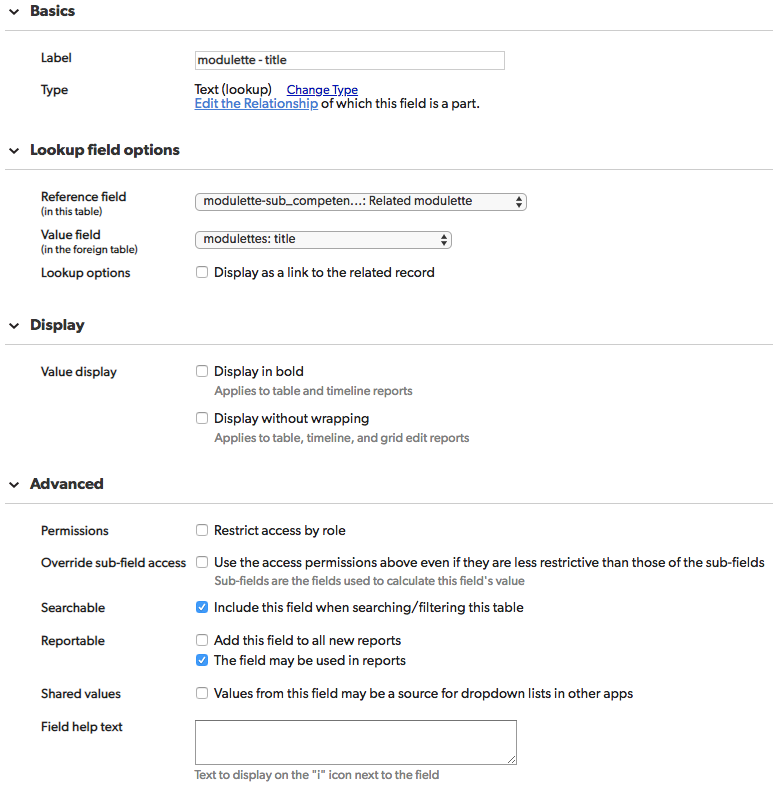 Basics
Label
modulette - title
Type
Text (lookup) Change Type
Edit the Relationship of which this field is a part.
Lookup field options
Reference field
(in this table)
modulette-sub_competen...: Related modulette
Value field
(in the foreign table)
modulettes: title
Lookup options
Display as a link to the related record
Display
Value display
Display in bold
Applies to table and timeline reports
Display without wrapping
Applies to table, timeline, and grid edit reports
Advanced
Permissions
Restrict access by role
Override sub-field access
Use the access permissions above even if they are less restrictive than those of the sub-fields
Sub-fields are the fields used to calculate this field's value
Searchable
Include this field when searching/filtering this table
Reportable
Add this field to all new reports
The field may be used in reports
Shared values
Values from this field may be a source for dropdown lists in other apps
Field help text
Text to display on the "i" icon next to the field